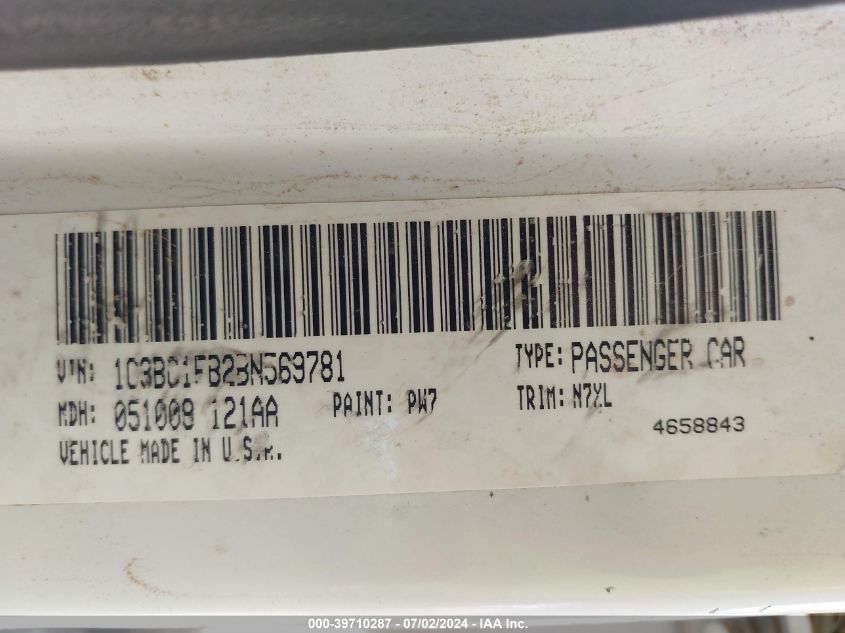 VIN: 1C3BC1FB2BN569781 TYPE: PASSENGER CAR
MDH: 051009 121AA PAINT: PW7 TRIM: N7XL
VEHICLE MADE IN U.S.A. 4658843
000-39710287 - 07/02/2024 - IAA Inc.